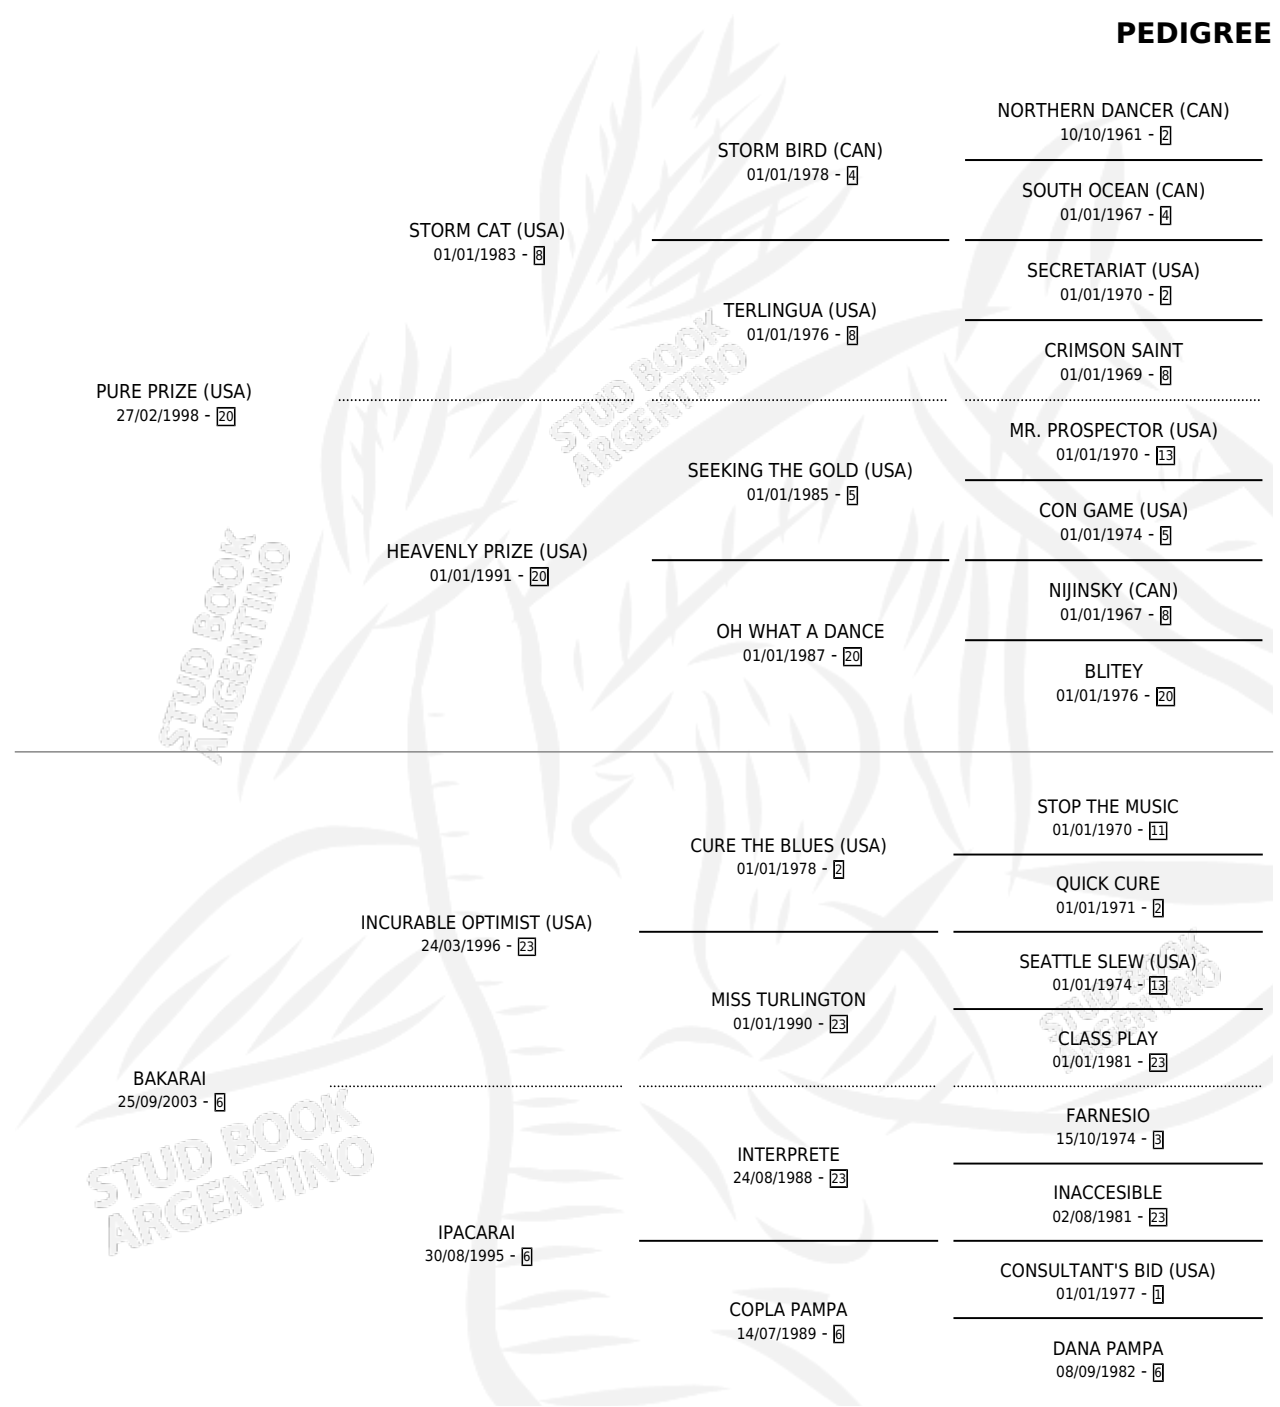 PEDIGREE
NORTHERN DANCER (CAN)
10/10/1961 - 2
STORM BIRD (CAN)
01/01/1978 - 4
SOUTH OCEAN (CAN)
01/01/1967 - 4
STORM CAT (USA)
01/01/1983 - 8
SECRETARIAT (USA)
01/01/1970 - 2
TERLINGUA (USA)
01/01/1976 - 8
CRIMSON SAINT
01/01/1969 - 8
PURE PRIZE (USA)
27/02/1998 - 20
MR. PROSPECTOR (USA)
01/01/1970 - 13
SEEKING THE GOLD (USA)
01/01/1985 - 5
CON GAME (USA)
01/01/1974 - 5
HEAVENLY PRIZE (USA)
01/01/1991 - 20
NIJINSKY (CAN)
01/01/1967 - 8
OH WHAT A DANCE
01/01/1987 - 20
BLITEY
01/01/1976 - 20
STOP THE MUSIC
01/01/1970 - 11
CURE THE BLUES (USA)
01/01/1978 - 2
QUICK CURE
01/01/1971 - 2
INCURABLE OPTIMIST (USA)
24/03/1996 - 23
SEATTLE SLEW (USA)
01/01/1974 - 13
MISS TURLINGTON
01/01/1990 - 23
CLASS PLAY
01/01/1981 - 23
BAKARAI
25/09/2003 - 6
FARNESIO
15/10/1974 - 3
INTERPRETE
24/08/1988 - 23
INACCESIBLE
02/08/1981 - 23
IPACARAI
30/08/1995 - 6
CONSULTANT'S BID (USA)
01/01/1977 - 1
COPLA PAMPA
14/07/1989 - 6
DANA PAMPA
08/09/1982 - 6
STUD BOOK
ARGENTINO
STUD BOOK
ARGENTINO
STUD BOOK
ARGENTINO
STUD BOOK
ARGENTINO